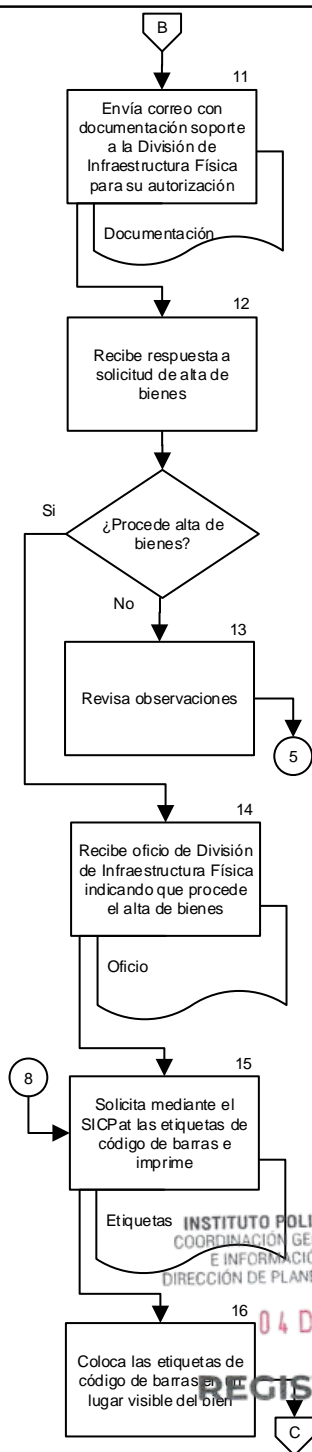 B
11
Envía correo con
documentación soporte
a la División de
Infraestructura Física
para su autorización
Documentación
12
Recibe respuesta a
solicitud de alta de
bienes
Si
¿Procede alta de
bienes?
No
13
Revisa observaciones
5
14
Recibe oficio de División
de Infraestructura Física
indicando que procede
el alta de bienes
Oficio
8
15
Solicita mediante el
SICPat las etiquetas de
código de barras e
imprime
Etiquetas
INSTITUTO POLI
COORDINACIÓN GE
E INFORMACIÓ
DIRECCIÓN DE PLANE
16
04 D
Coloca las etiquetas de
código de barras en
lugar visible del bien
REGIS
C